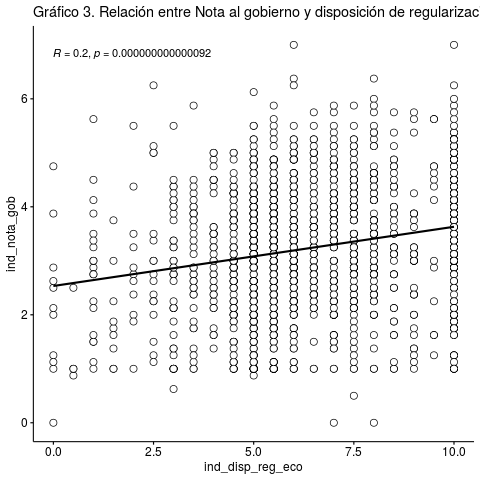 Gráfico 3. Relación entre Nota al gobierno y disposición de regularizac
R = 0.2, p = 0.000000000000092
ind_nota_gob
6
4
2
0
0.0 2.5 5.0 7.5 10.0
ind_disp_reg_eco